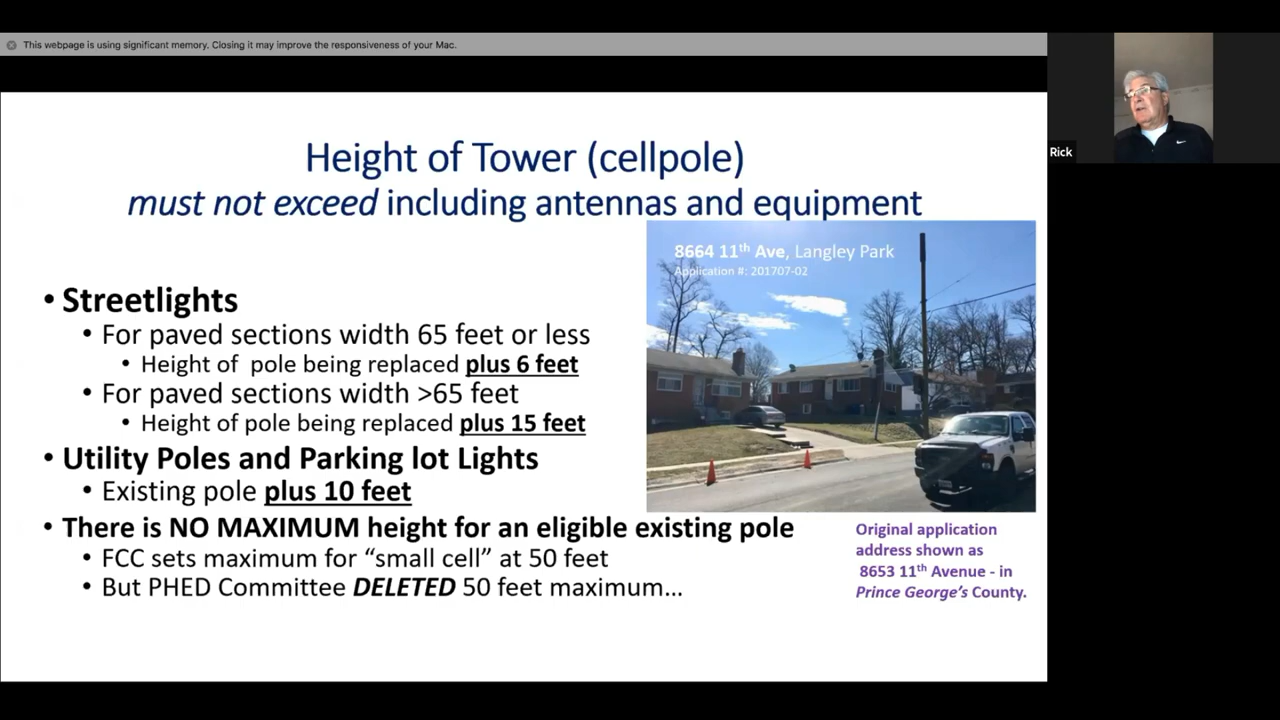 This webpage is using significant memory. Closing it may improve the responsiveness of your Mac.
Rick
Height of Tower (cellpole)
must not exceed including antennas and equipment
8664 11th Ave, Langley Park
Application #: 201707-02
• Streetlights
• For paved sections width 65 feet or less
• Height of pole being replaced plus 6 feet
• For paved sections width >65 feet
• Height of pole being replaced plus 15 feet
• Utility Poles and Parking lot Lights
• Existing pole plus 10 feet
• There is NO MAXIMUM height for an eligible existing pole
• FCC sets maximum for “small cell” at 50 feet
• But PHED Committee DELETED 50 feet maximum…
Original application
address shown as
8653 11th Avenue - in
Prince George’s County.